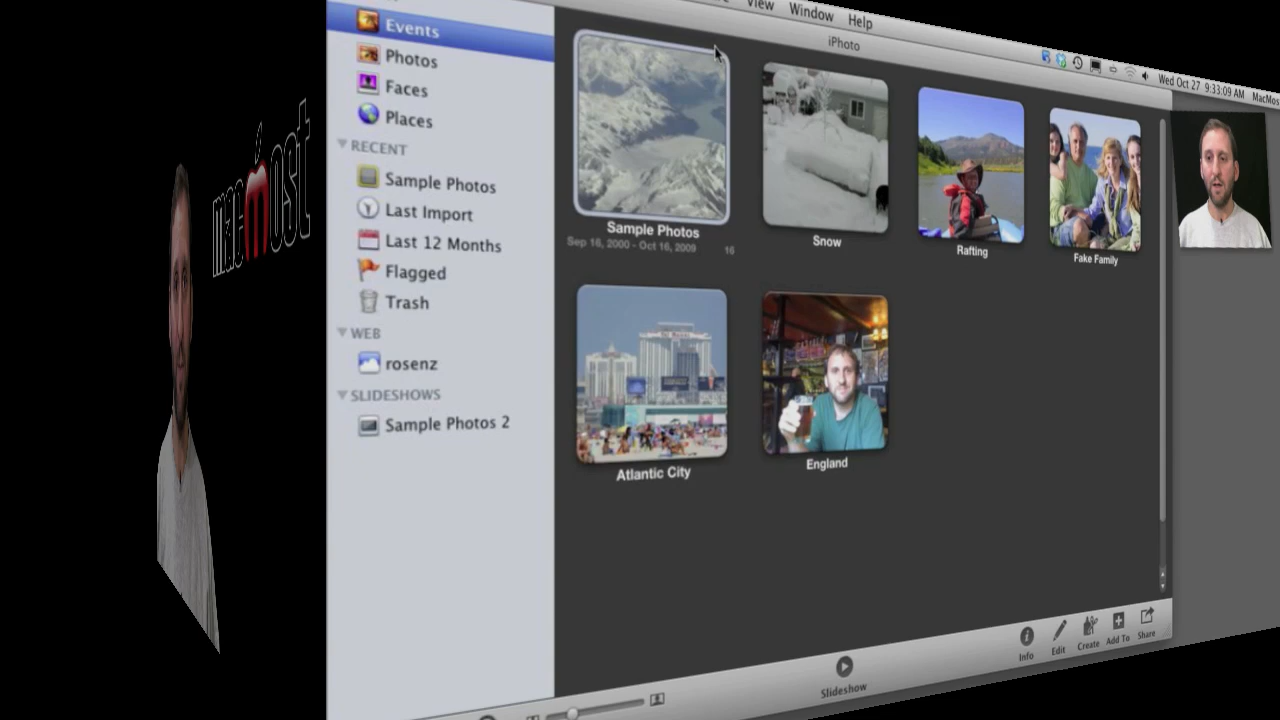 macmost
View
Window
Help
iPhoto
Wed Oct 27 9:33:09 AM
MacMos
Events
Photos
Faces
Places
RECENT
Sample Photos
Last Import
Last 12 Months
Flagged
Trash
WEB
rosenz
SLIDESHOWS
Sample Photos 2
Sample Photos
Sep 16, 2000 - Oct 16, 2009
16
Snow
Rafting
Fake Family
Atlantic City
England
Slideshow
Info
Edit
Create
Add To
Share